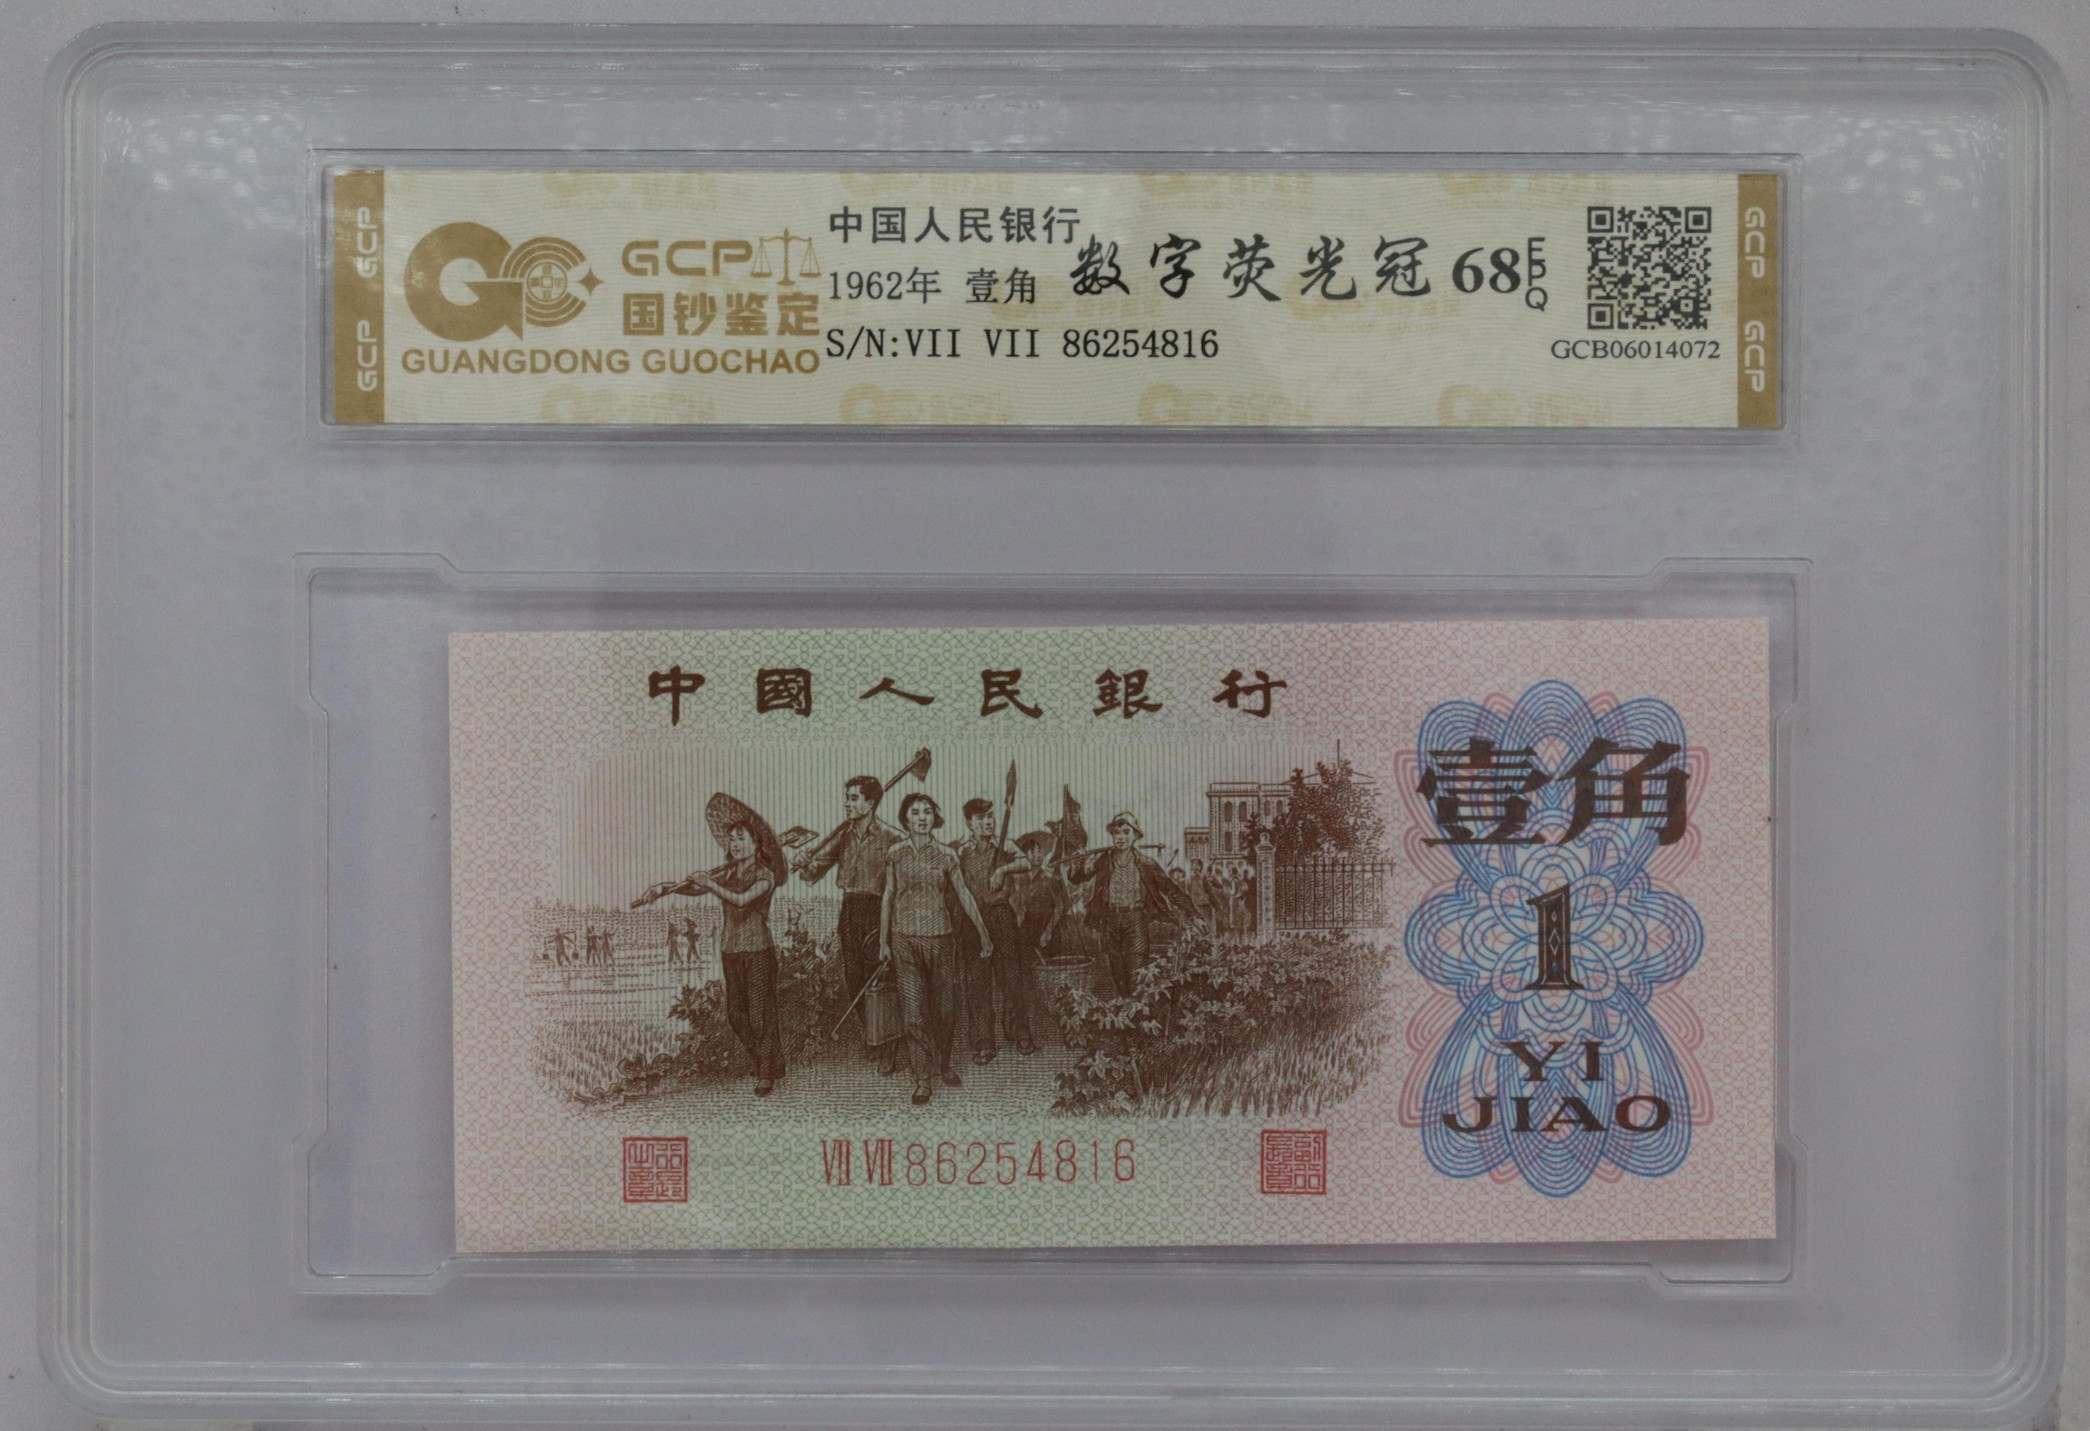 GCP
GCP
GC
GCP
国钞鉴定
GUANGDONG GUOCHAO
中国人民银行
1962年 壹角
S/N:VII VII 86254816
数字荧光冠 68 EPQ
GCB06014072
GCP
GCP
中國人民銀行
壹角
1
YI
JIAO
VII VII 86254816